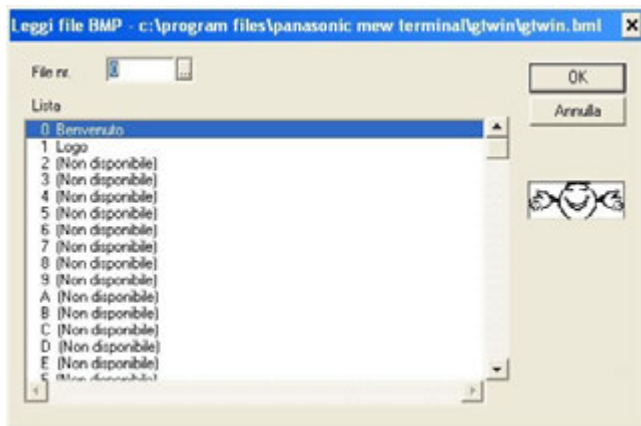 Leggi file BMP - c:\program files\panasonic mew terminal\gtwin\gtwin.bml
File nr.
0
...
OK
Annulla
Lista
0 Benvenuto
1 Logo
2 (Non disponibile)
3 (Non disponibile)
4 (Non disponibile)
5 (Non disponibile)
6 (Non disponibile)
7 (Non disponibile)
8 (Non disponibile)
9 (Non disponibile)
A (Non disponibile)
B (Non disponibile)
C (Non disponibile)
D (Non disponibile)
E (Non disponibile)